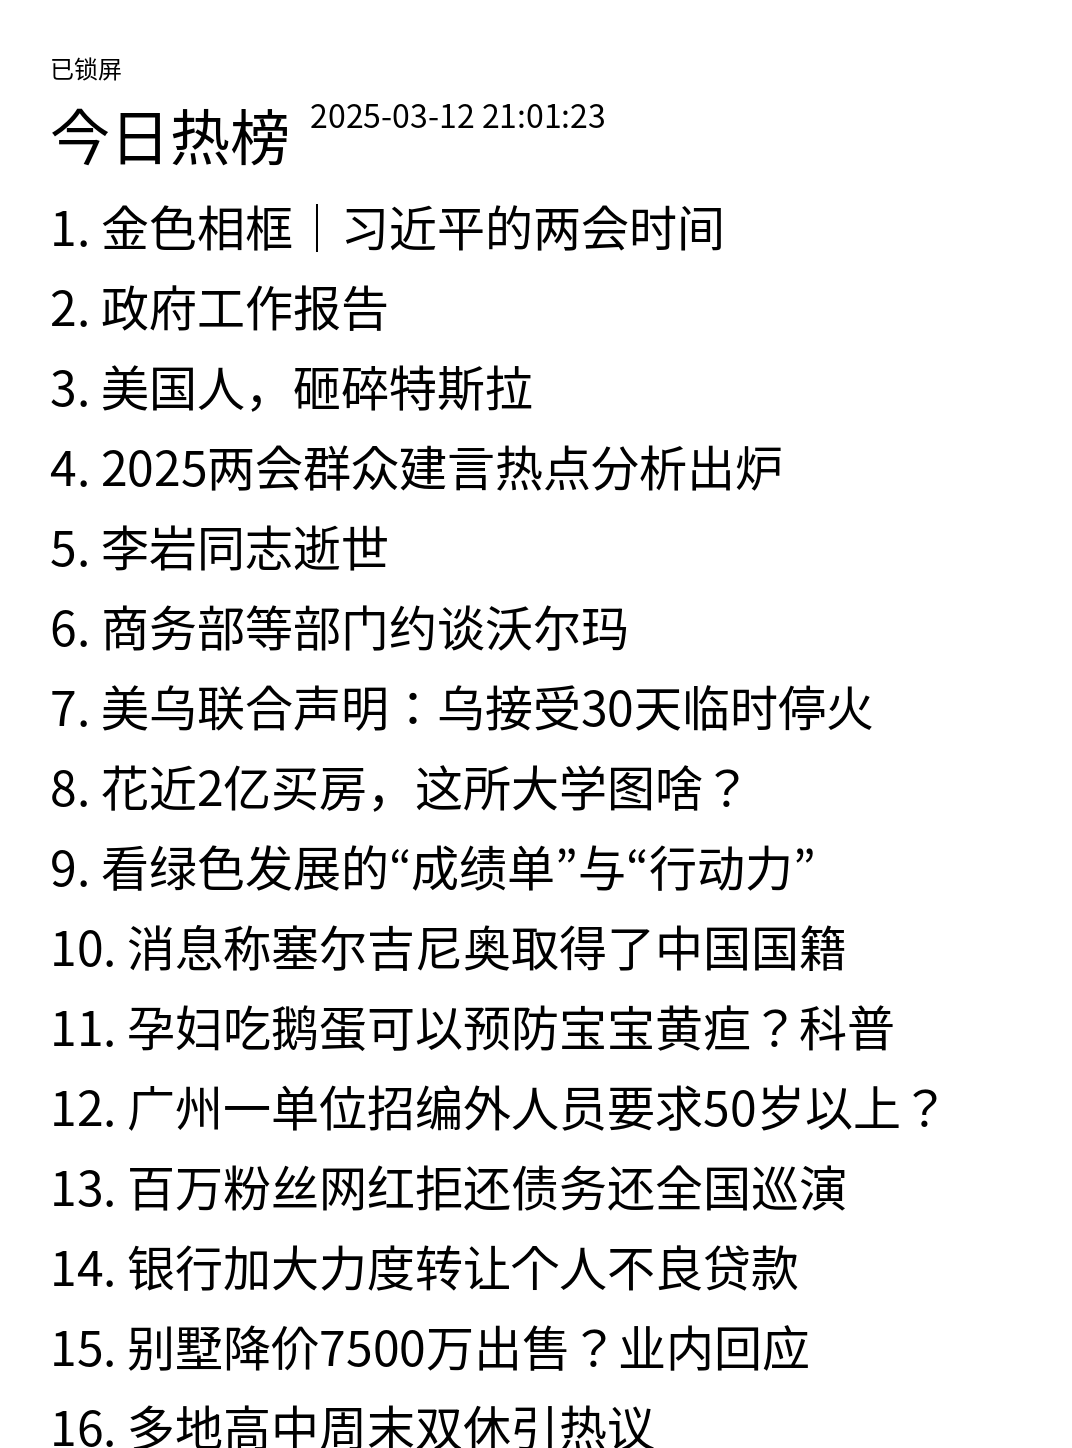 已锁屏
今日热榜 2025-03-12 21:01:23
1. 金色相框｜习近平的两会时间
2. 政府工作报告
3. 美国人，砸碎特斯拉
4. 2025两会群众建言热点分析出炉
5. 李岩同志逝世
6. 商务部等部门约谈沃尔玛
7. 美乌联合声明：乌接受30天临时停火
8. 花近2亿买房，这所大学图啥？
9. 看绿色发展的“成绩单”与“行动力”
10. 消息称塞尔吉尼奥取得了中国国籍
11. 孕妇吃鹅蛋可以预防宝宝黄疸？科普
12. 广州一单位招编外人员要求50岁以上？
13. 百万粉丝网红拒还债务还全国巡演
14. 银行加大力度转让个人不良贷款
15. 别墅降价7500万出售？业内回应
16. 多地高中周末双休引热议